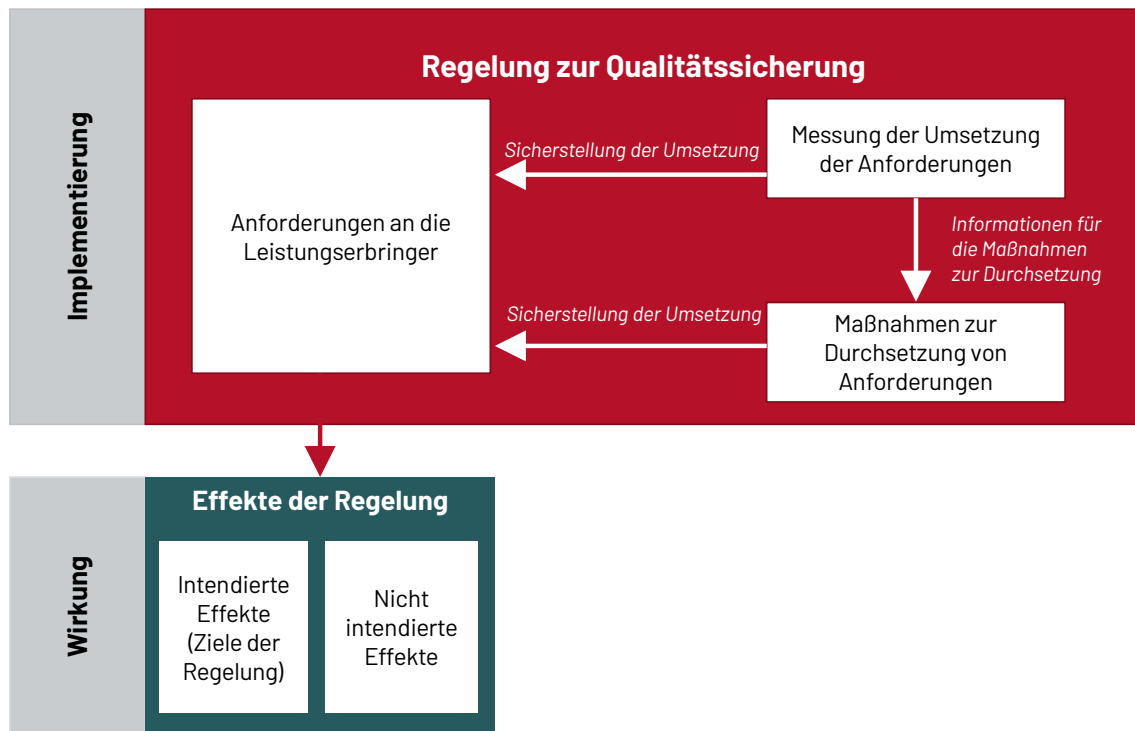 Implementierung
Regelung zur Qualitätssicherung
Anforderungen an die
Leistungserbringer
Sicherstellung der Umsetzung
Messung der Umsetzung
der Anforderungen
Informationen für
die Maßnahmen
zur Durchsetzung
Sicherstellung der Umsetzung
Maßnahmen zur
Durchsetzung von
Anforderungen
Wirkung
Effekte der Regelung
Intendierte
Effekte
(Ziele der
Regelung)
Nicht
intendierte
Effekte